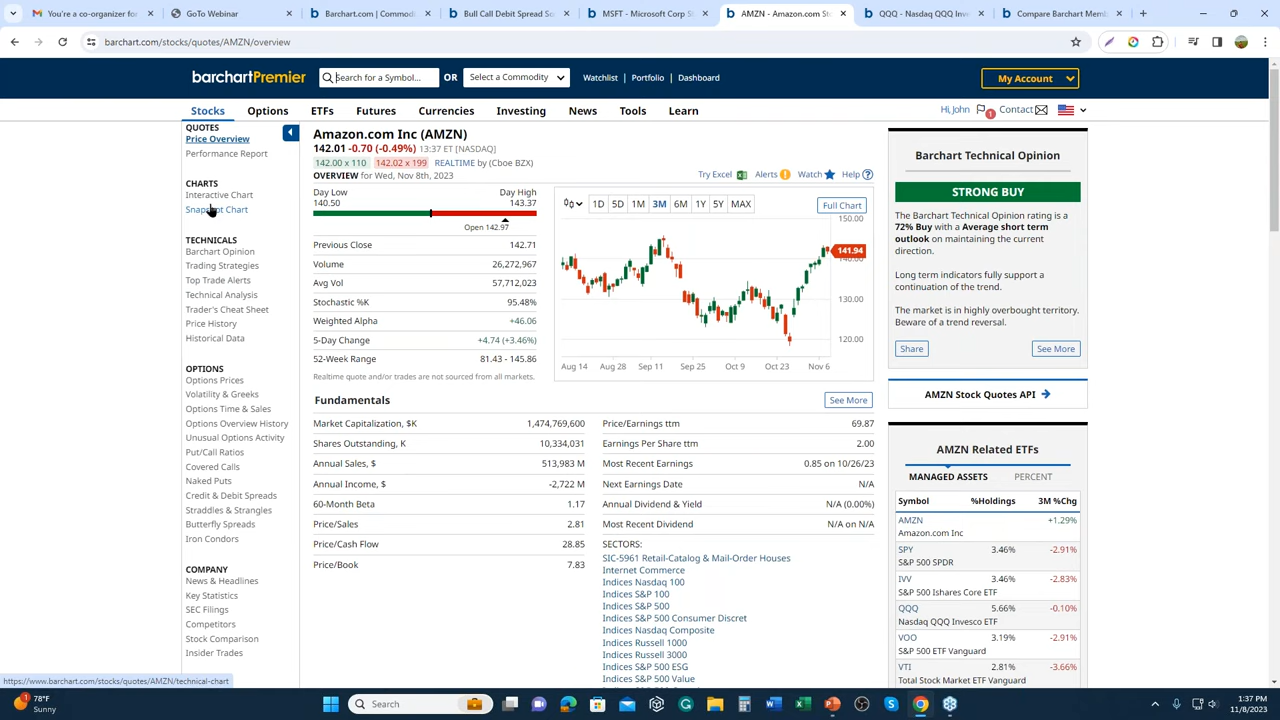 You're a co-organizer for
GoTo Webinar
Barchart.com | Commodi
Bull Call Debit Spread So
MSFT - Microsoft Corp S
AMZN - Amazon.com Sto
QQQ - Nasdaq QQQ Inve
Compare Barchart Memb
barchart.com/stocks/quotes/AMZN/overview
barchartPremier
Search for a Symbol...
OR
Select a Commodity
Watchlist
Portfolio
Dashboard
My Account
Stocks
Options
ETFs
Futures
Currencies
Investing
News
Tools
Learn
Hi, John
1
Contact
QUOTES
Price Overview
Performance Report
CHARTS
Interactive Chart
Snapshot Chart
TECHNICALS
Barchart Opinion
Trading Strategies
Top Trade Alerts
Technical Analysis
Trader's Cheat Sheet
Price History
Historical Data
OPTIONS
Options Prices
Volatility & Greeks
Options Time & Sales
Options Overview History
Unusual Options Activity
Put/Call Ratios
Covered Calls
Naked Puts
Credit & Debit Spreads
Straddles & Strangles
Butterfly Spreads
Iron Condors
COMPANY
News & Headlines
Key Statistics
SEC Filings
Competitors
Stock Comparison
Insider Trades
Amazon.com Inc (AMZN)
142.01 -0.70 (-0.49%) 13:37 ET [NASDAQ]
142.00 x 110 142.02 x 199 REALTIME by (Cboe BZX)
OVERVIEW for Wed, Nov 8th, 2023
Try Excel
Alerts
Watch
Help
Day Low
Day High
140.50
143.37
Open 142.97
Previous Close 142.71
Volume 26,272,967
Avg Vol 57,712,023
Stochastic %K 95.48%
Weighted Alpha +46.06
5-Day Change +4.74 (+3.46%)
52-Week Range 81.43 - 145.86
Realtime quote and/or trades are not sourced from all markets.
1D
5D
1M
3M
6M
1Y
5Y
MAX
Full Chart
150.00
141.94
140.00
130.00
120.00
Aug 14
Aug 28
Sep 11
Sep 25
Oct 9
Oct 23
Nov 6
Fundamentals
See More
Market Capitalization, $K 1,474,769,600
Shares Outstanding, K 10,334,031
Annual Sales, $ 513,983 M
Annual Income, $ -2,722 M
60-Month Beta 1.17
Price/Sales 2.81
Price/Cash Flow 28.85
Price/Book 7.83
Price/Earnings ttm 69.87
Earnings Per Share ttm 2.00
Most Recent Earnings 0.85 on 10/26/23
Next Earnings Date N/A
Annual Dividend & Yield N/A (0.00%)
Most Recent Dividend N/A on N/A
SECTORS:
SIC-5961 Retail-Catalog & Mail-Order Houses
Internet Commerce
Indices Nasdaq 100
Indices S&P 100
Indices S&P 500
Indices S&P 500 Consumer Discret
Indices Nasdaq Composite
Indices Russell 1000
Indices Russell 3000
Indices S&P 500 ESG
Indices S&P 500 Value
Barchart Technical Opinion
STRONG BUY
The Barchart Technical Opinion rating is a
72% Buy with a Average short term
outlook on maintaining the current
direction.
Long term indicators fully support a
continuation of the trend.
The market is in highly overbought territory.
Beware of a trend reversal.
Share
See More
AMZN Stock Quotes API
AMZN Related ETFs
MANAGED ASSETS
PERCENT
Symbol %Holdings 3M %Chg
AMZN +1.29%
Amazon.com Inc
SPY 3.46% -2.91%
S&P 500 SPDR
IVV 3.46% -2.83%
S&P 500 Ishares Core ETF
QQQ 5.66% -0.10%
Nasdaq QQQ Invesco ETF
VOO 3.19% -2.91%
S&P 500 ETF Vanguard
VTI 2.81% -3.66%
Total Stock Market ETF Vanguard
https://www.barchart.com/stocks/quotes/AMZN/technical-chart
78°F
Sunny
Search
1:37 PM
11/8/2023